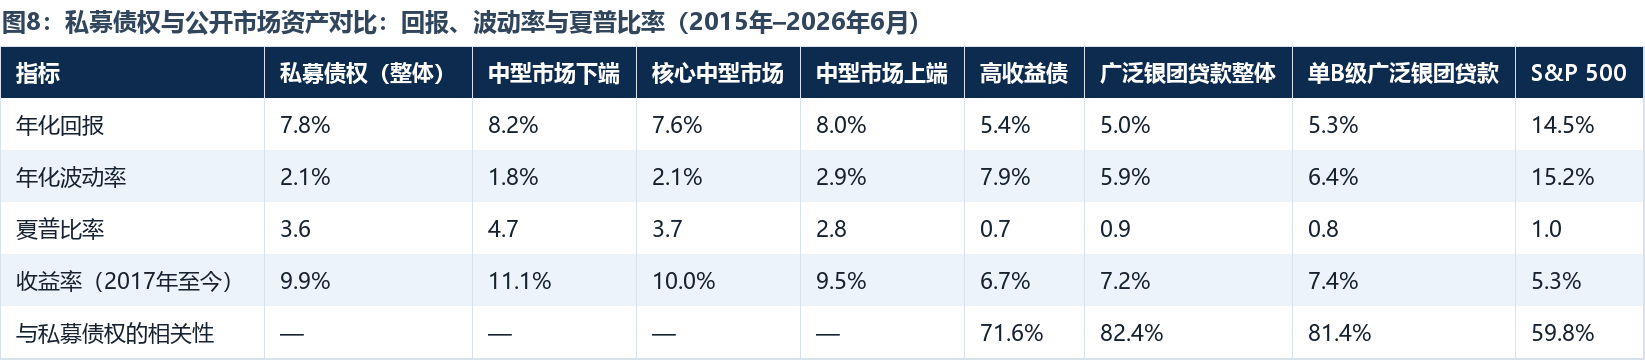 图8：私募债权与公开市场资产对比：回报、波动率与夏普比率（2015年–2026年6月）
指标 私募债权（整体） 中型市场下端 核心中型市场 中型市场上端 高收益债 广泛银团贷款整体 单B级广泛银团贷款 S&P 500
年化回报 7.8% 8.2% 7.6% 8.0% 5.4% 5.0% 5.3% 14.5%
年化波动率 2.1% 1.8% 2.1% 2.9% 7.9% 5.9% 6.4% 15.2%
夏普比率 3.6 4.7 3.7 2.8 0.7 0.9 0.8 1.0
收益率（2017年至今） 9.9% 11.1% 10.0% 9.5% 6.7% 7.2% 7.4% 5.3%
与私募债权的相关性 — — — — 71.6% 82.4% 81.4% 59.8%